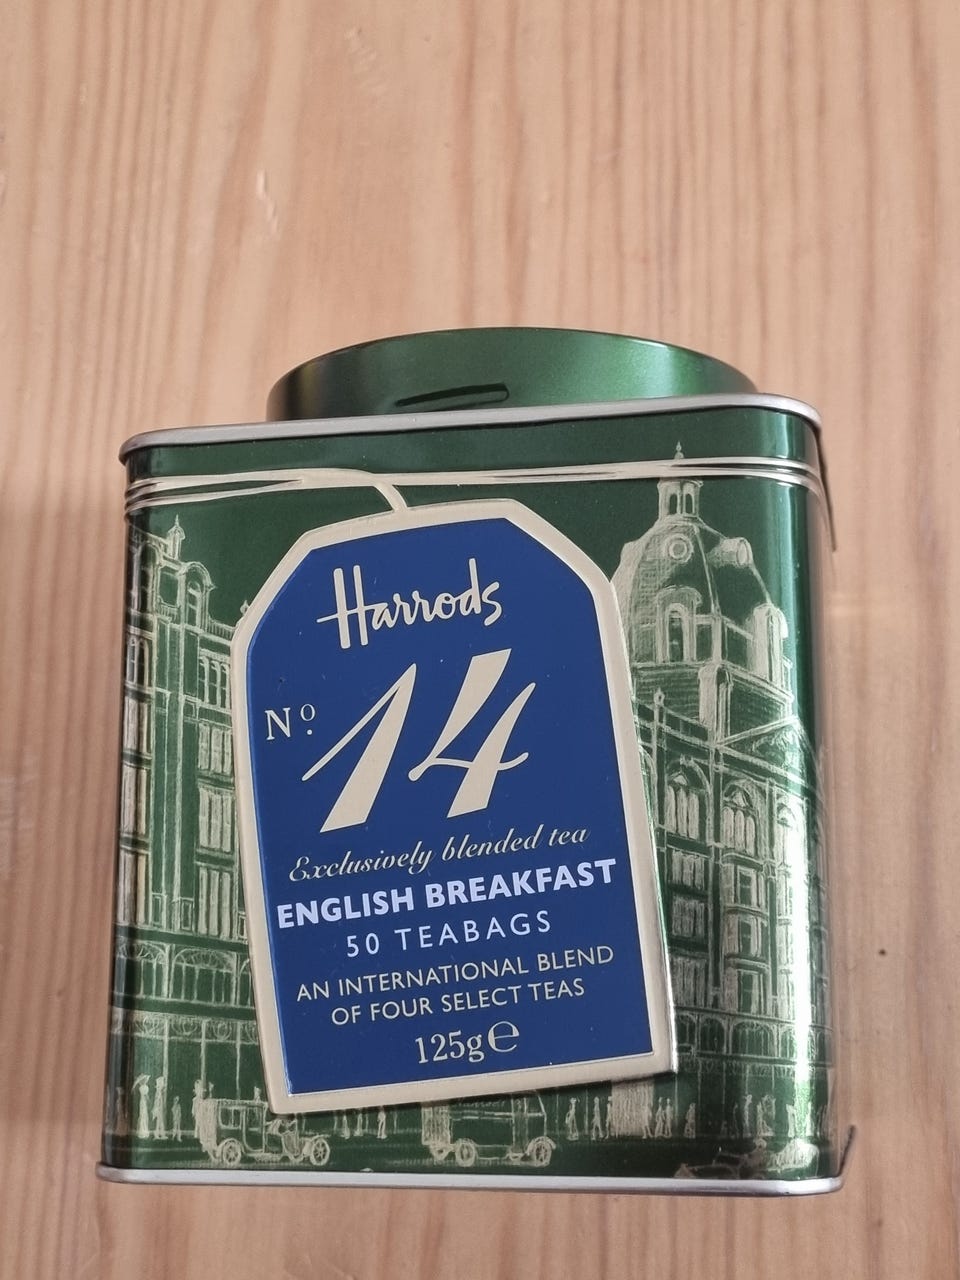 Harrods
Nº 14
Exclusively blended tea
ENGLISH BREAKFAST
50 TEABAGS
AN INTERNATIONAL BLEND
OF FOUR SELECT TEAS
125g℮